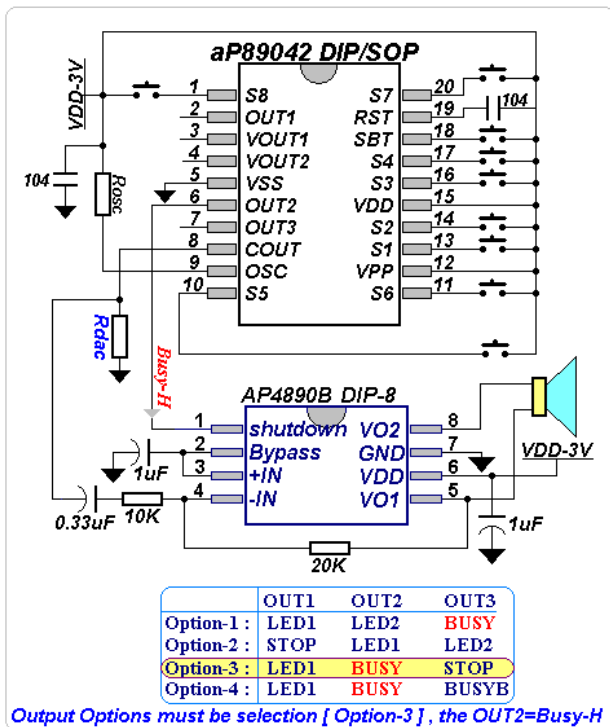 aP89042 DIP/SOP
VDD-3V
1 S8 S7 20
2 OUT1 RST 19 104
3 VOUT1 SBT 18
4 VOUT2 S4 17
104 Rosc 5 VSS S3 16
6 OUT2 VDD 15
7 OUT3 S2 14
8 COUT S1 13
9 OSC VPP 12
10 S5 S6 11
Rdac
Busy-H
AP4890B DIP-8
1 shutdown VO2 8
2 Bypass GND 7 VDD-3V
1uF 3 +IN VDD 6
4 -IN VO1 5
0.33uF 10K 1uF
20K
OUT1 OUT2 OUT3
Option-1 : LED1 LED2 BUSY
Option-2 : STOP LED1 LED2
Option-3 : LED1 BUSY STOP
Option-4 : LED1 BUSY BUSYB
Output Options must be selection [ Option-3 ] , the OUT2=Busy-H